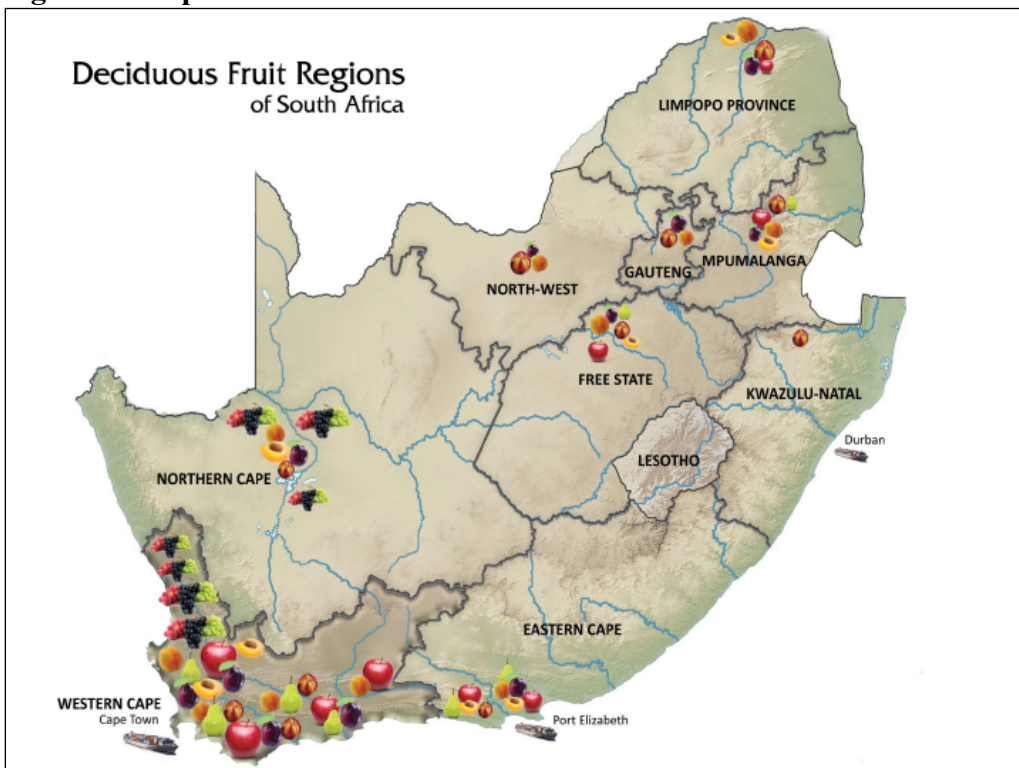 Deciduous Fruit Regions
of South Africa
LIMPOPO PROVINCE
MPUMALANGA
GAUTENG
NORTH-WEST
FREE STATE
KWAZULU-NATAL
Durban
LESOTHO
NORTHERN CAPE
EASTERN CAPE
WESTERN CAPE
Cape Town
Port Elizabeth